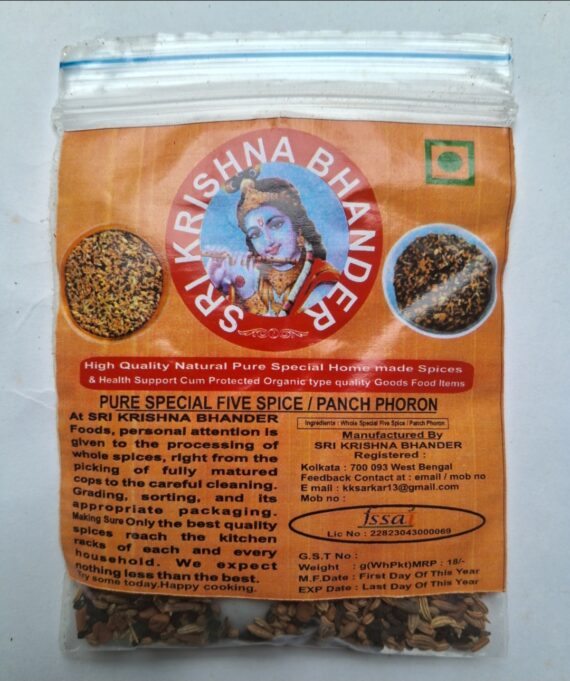 SRI KRISHNA BHANDER
High Quality Natural Pure Special Home made Spices
& Health Support Cum Protected Organic type quality Goods Food Items
PURE SPECIAL FIVE SPICE / PANCH PHORON
At SRI KRISHNA BHANDER
Foods, personal attention is
given to the processing of
whole spices, right from the
picking of fully matured
cops to the careful cleaning.
Grading, sorting, and its
appropriate packaging.
Making Sure Only the best quality
spices reach the kitchen
racks of each and every
household. We expect
nothing less than the best.
Try some today.Happy cooking.
Ingredients : Whole Special Five Spice / Panch Phoron
Manufactured By
SRI KRISHNA BHANDER
Registered :
Kolkata : 700 093 West Bengal
Feedback Contact at : email / mob no
E mail : kksarkar13@gmail.com
Mob no :
fssai
Lic No : 22823043000069
G.S.T No :
Weight : g(WhPkt)MRP : 18/-
M.F.Date : First Day Of This Year
EXP Date : Last Day Of This Year